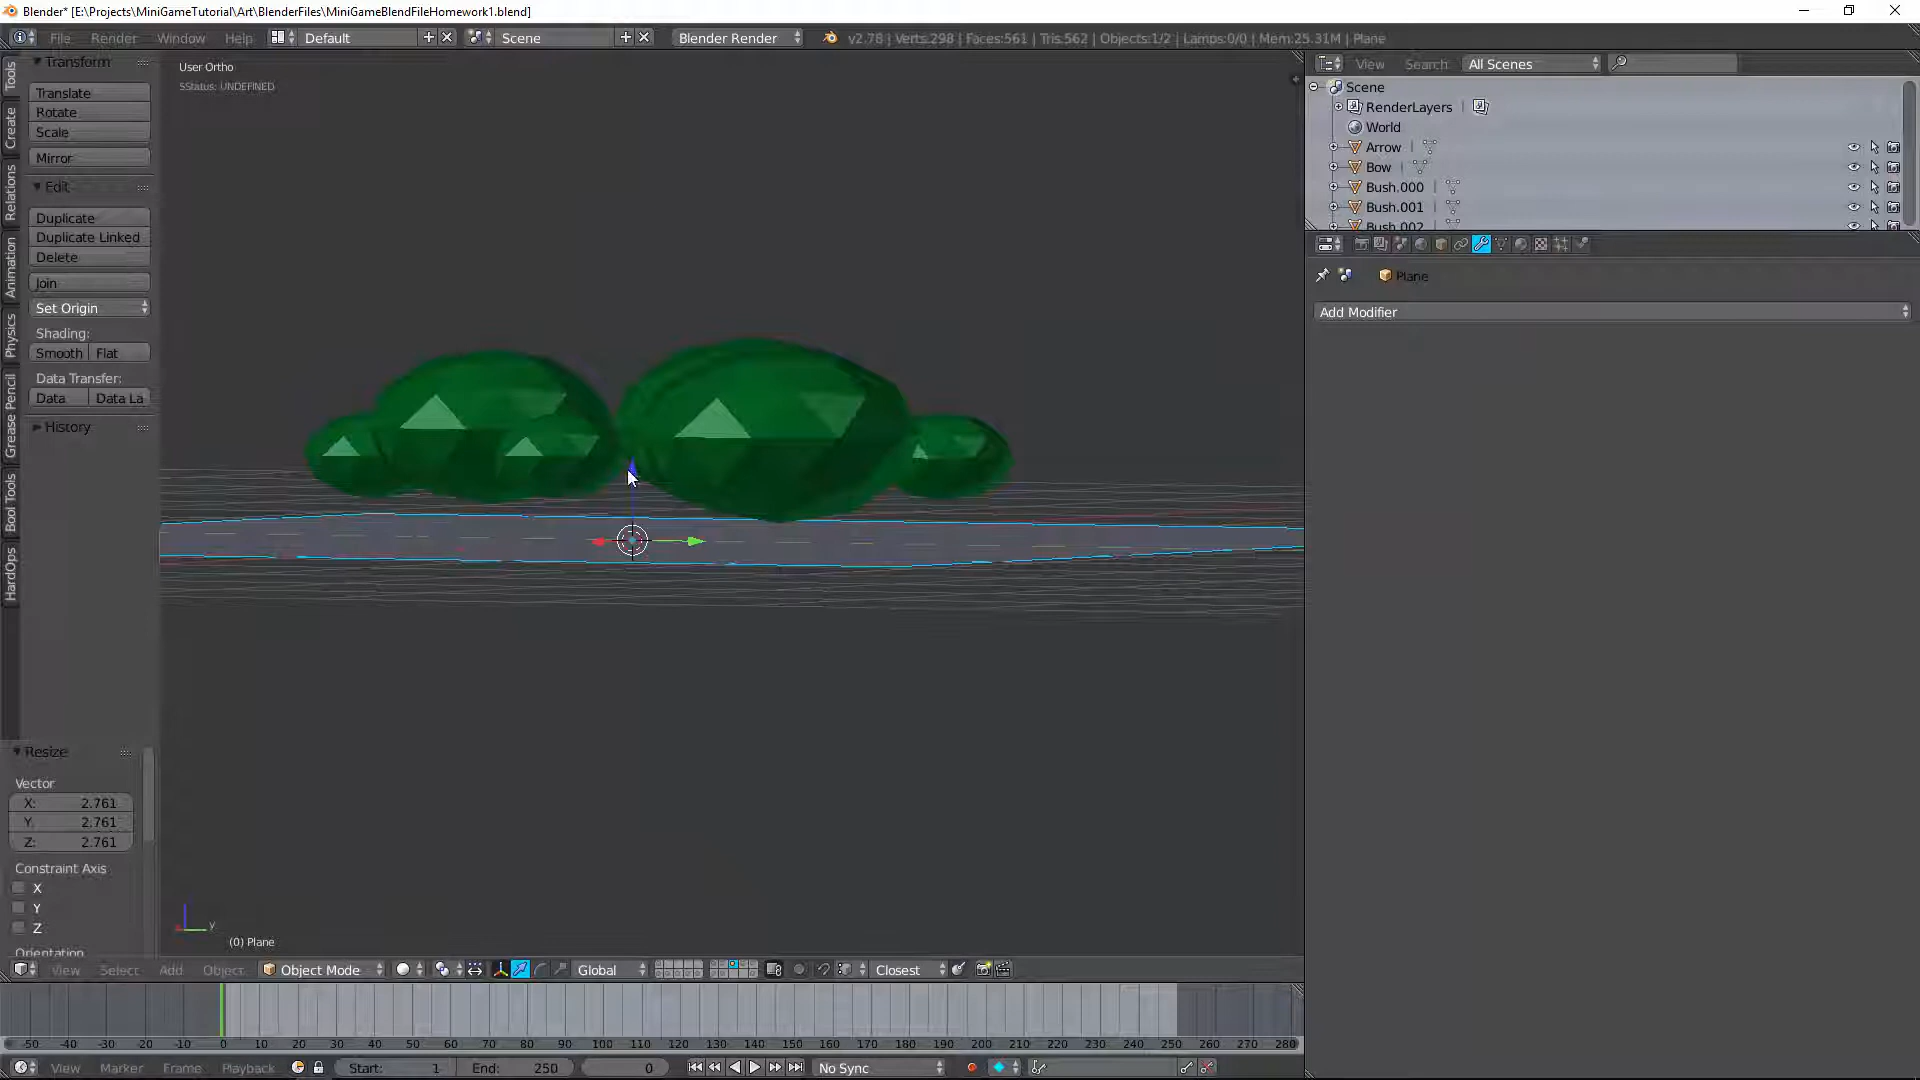 Blender* [E:\Projects\MiniGameTutorial\Art\BlenderFiles\MiniGameBlendFileHomework1.blend]
File Render Window Help Default Scene Blender Render v2.78 | Verts:298 | Faces:561 | Tris:562 | Objects:1/2 | Lamps:0/0 | Mem:25.31M | Plane
Tools
Create
Relations
Animation
Physics
Grease Pencil
Bool Tools
HardOps
Transform
Translate
Rotate
Scale
Mirror
Edit
Duplicate
Duplicate Linked
Delete
Join
Set Origin
Shading:
Smooth Flat
Data Transfer:
Data Data La
History
Resize
Vector
X: 2.761
Y: 2.761
Z: 2.761
Constraint Axis
X
Y
Z
Orientation
User Ortho
SStatus: UNDEFINED
y
(0) Plane
View Select Add Object Object Mode Global Closest
-50 -40 -30 -20 -10 0 10 20 30 40 50 60 70 80 90 100 110 120 130 140 150 160 170 180 190 200 210 220 230 240 250 260 270 280
View Marker Frame Playback Start: 1 End: 250 0 No Sync
View Search All Scenes
Scene
RenderLayers |
World
Arrow |
Bow |
Bush.000 |
Bush.001 |
Bush.002
Plane
Add Modifier